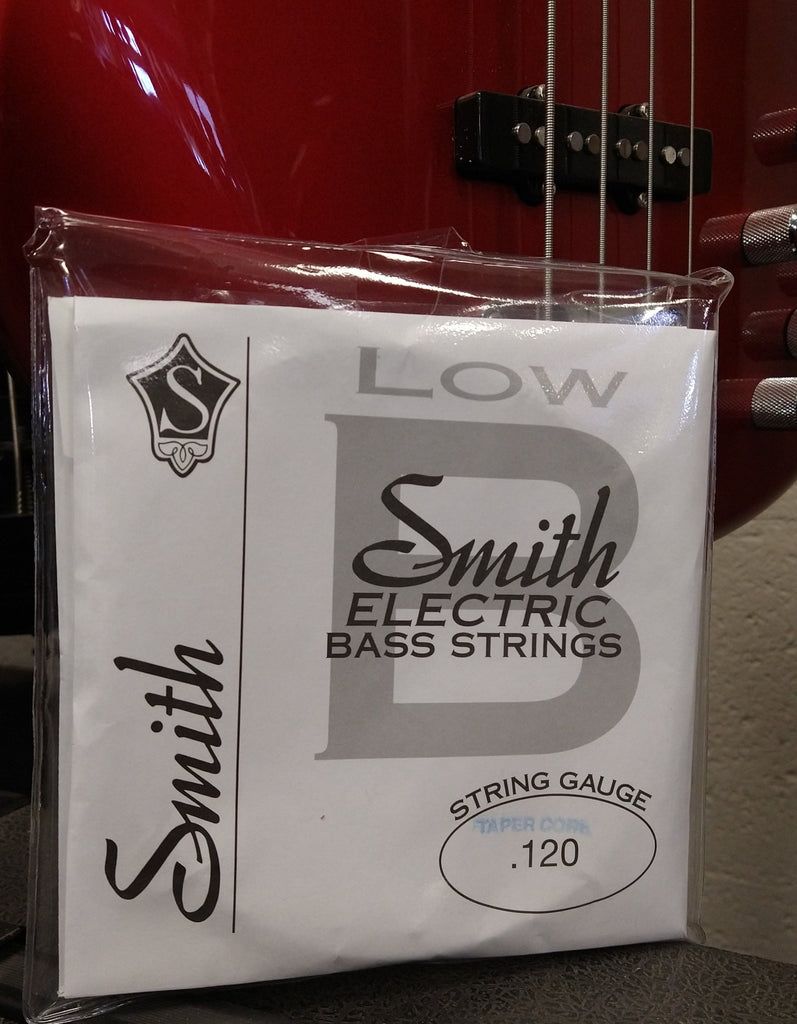 S
LOW
B
Smith
ELECTRIC
BASS STRINGS
Smith
STRING GAUGE
TAPER CORE
.120